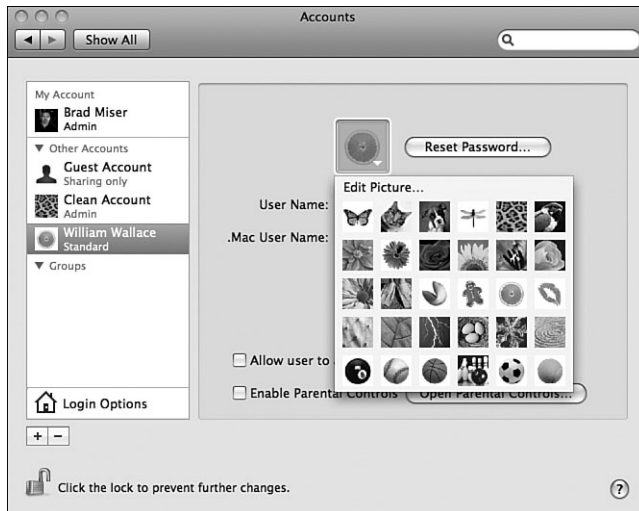 Accounts
Show All
My Account
Brad Miser
Admin
Other Accounts
Guest Account
Sharing only
Clean Account
Admin
William Wallace
Standard
Groups
Login Options
Reset Password...
Edit Picture...
User Name:
.Mac User Name:
Allow user to
Enable Parental Controls
Open Parental Controls...
+ −
Click the lock to prevent further changes.
?